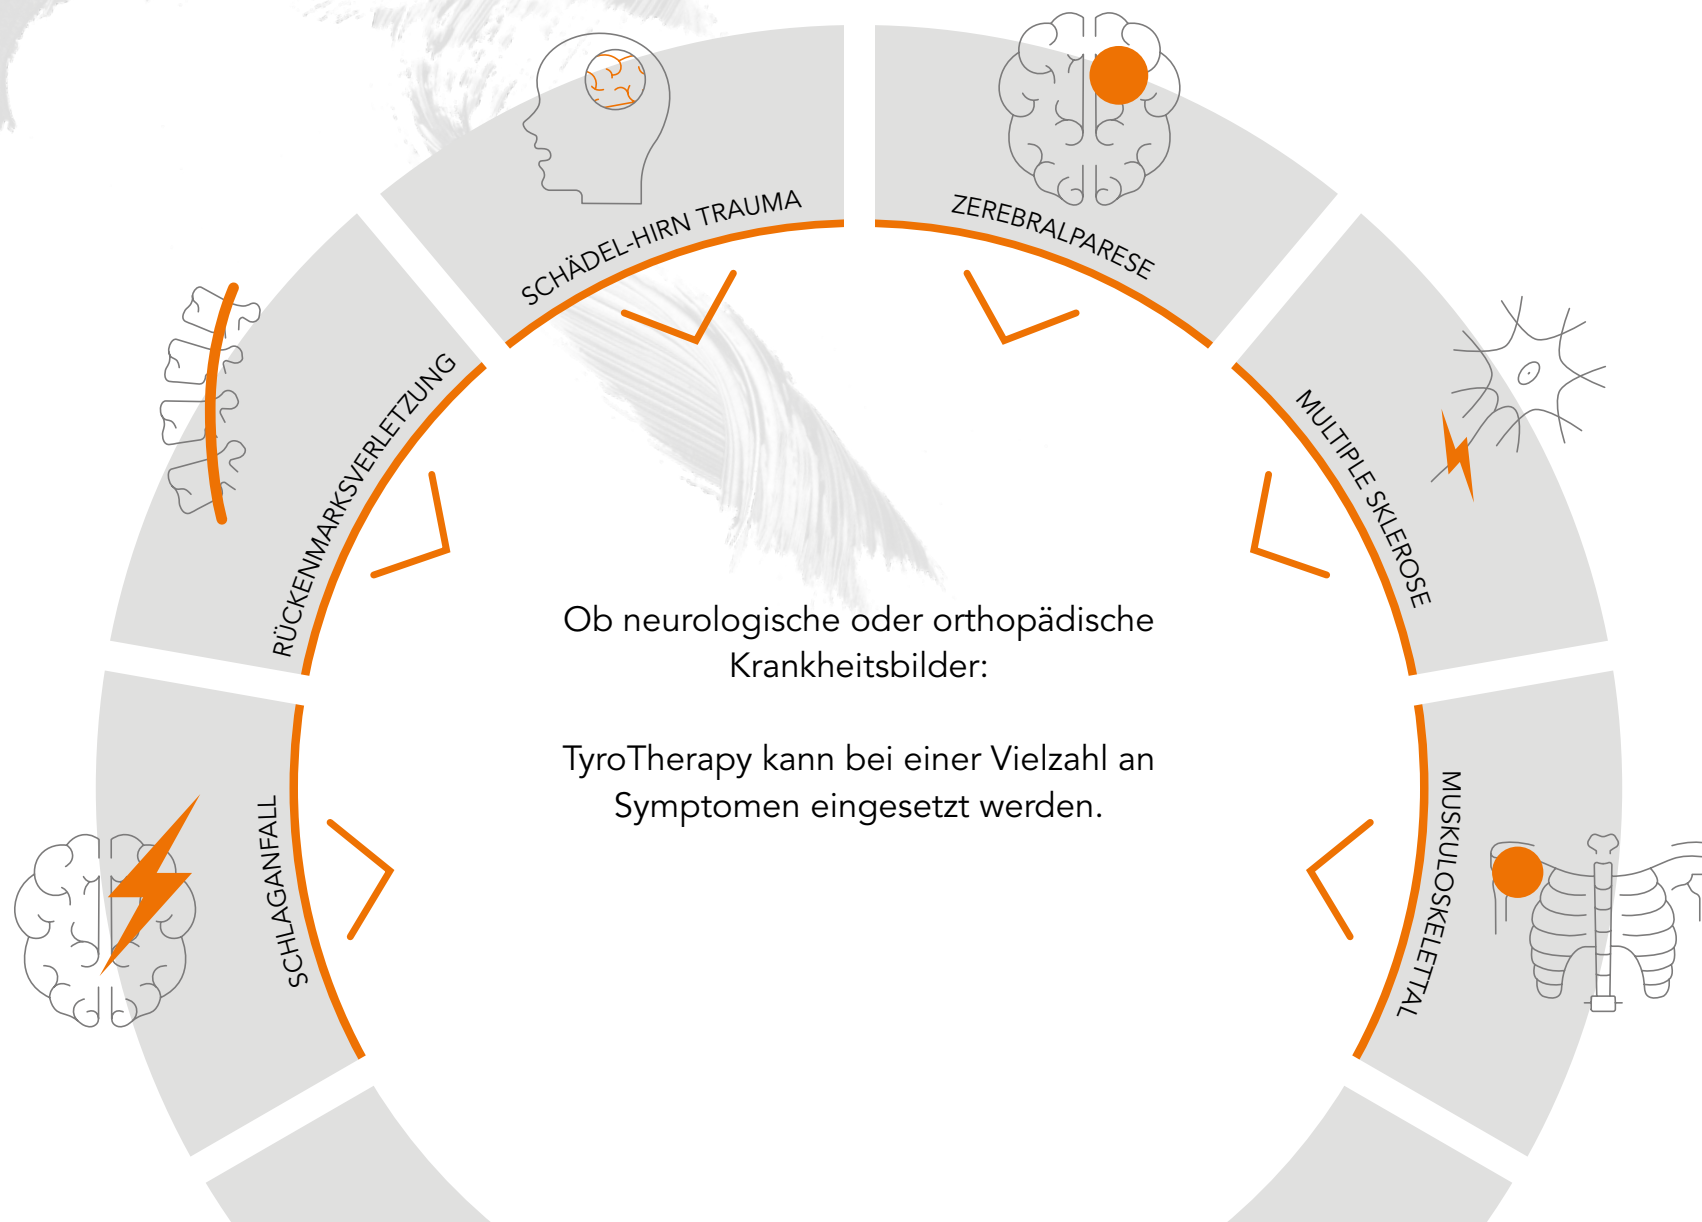 SCHÄDEL-HIRN TRAUMA
ZEREBRALPARESE
RÜCKENMARKSVERLETZUNG
MULTIPLE SKLEROSE
Ob neurologische oder orthopädische
Krankheitsbilder:
TyroTherapy kann bei einer Vielzahl an
Symptomen eingesetzt werden.
SCHLAGANFALL
MUSKULOSKELETTAL